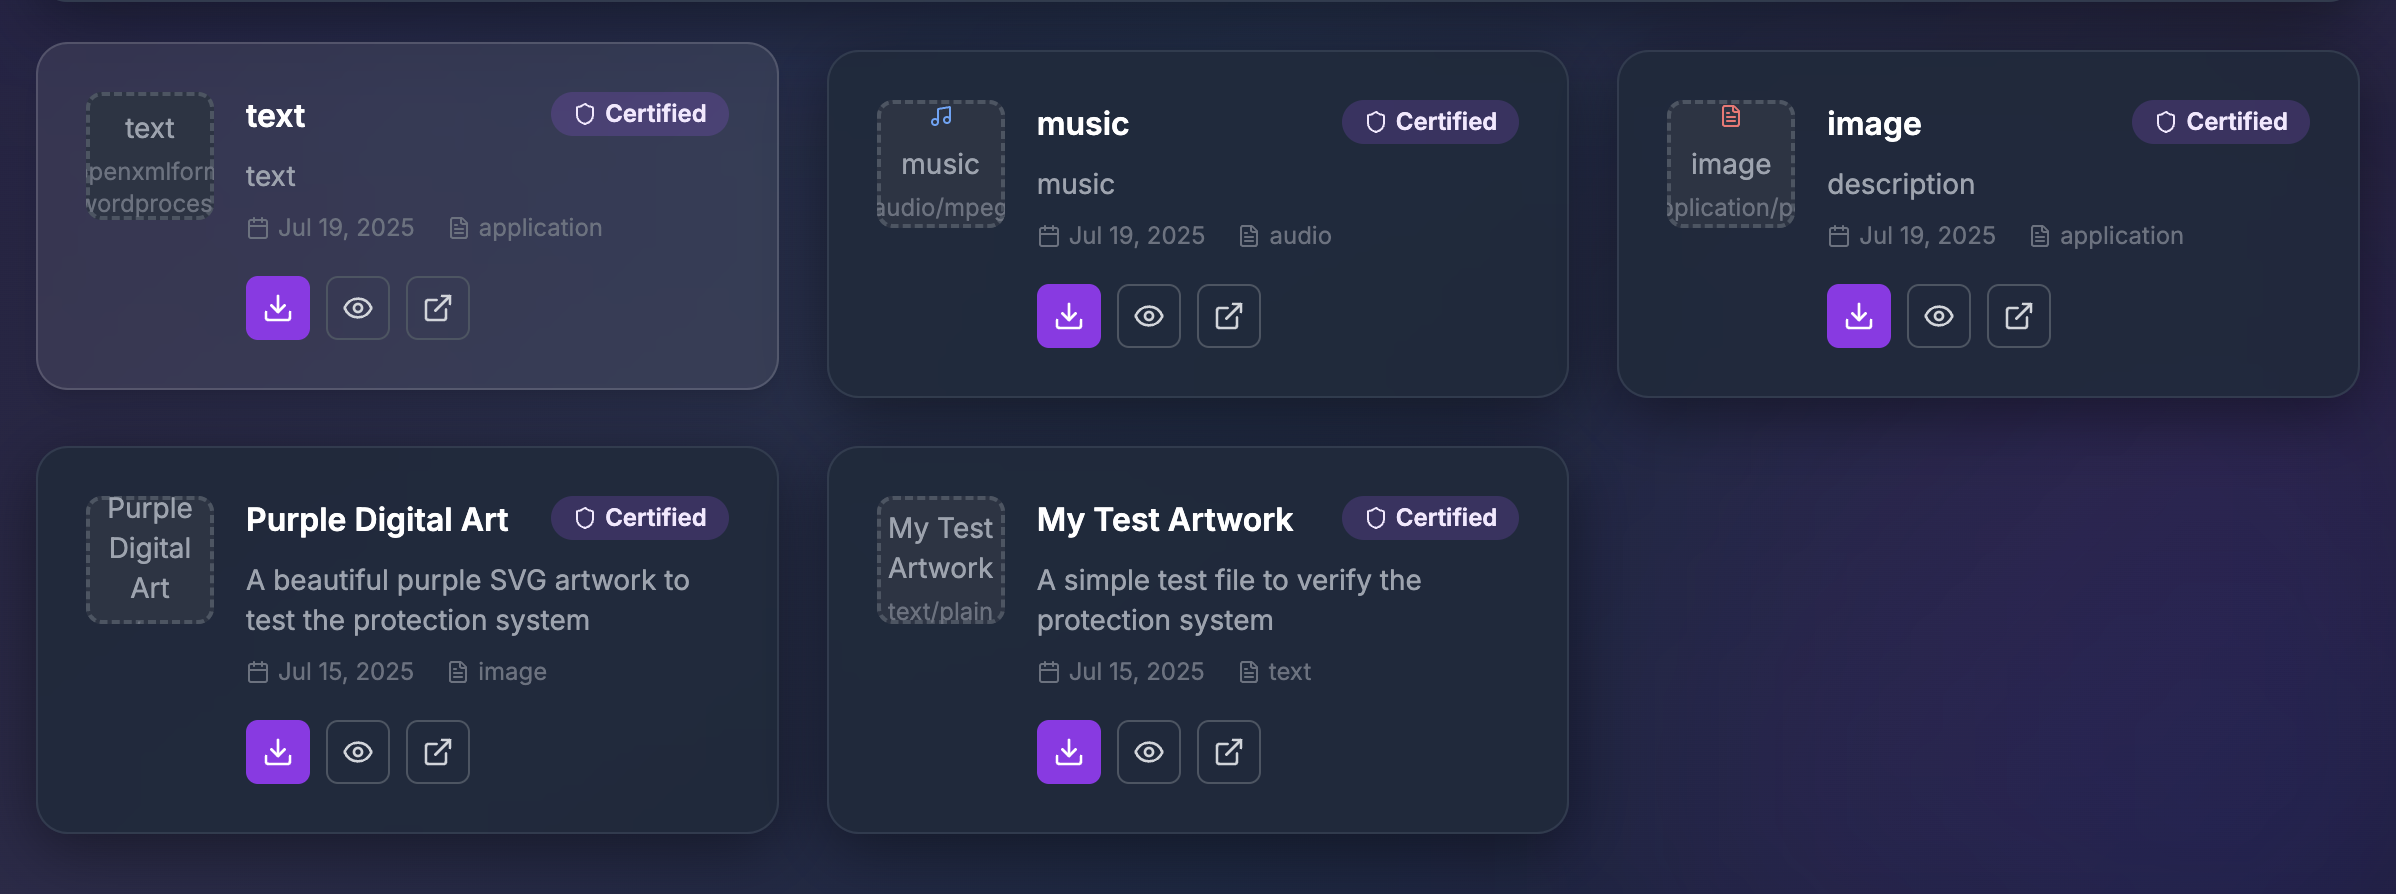 text
penxmlforn
wordproces
text
Certified
text
Jul 19, 2025
application
music
audio/mpeg
music
Certified
music
Jul 19, 2025
audio
image
pplication/p
image
Certified
description
Jul 19, 2025
application
Purple
Digital
Art
Purple Digital Art
Certified
A beautiful purple SVG artwork to
test the protection system
Jul 15, 2025
image
My Test
Artwork
text/plain
My Test Artwork
Certified
A simple test file to verify the
protection system
Jul 15, 2025
text